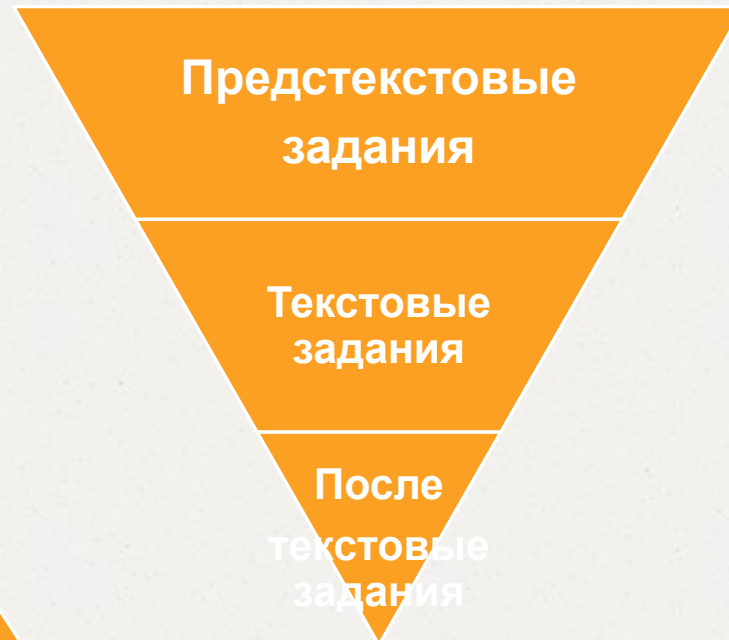 Предстекстовые
задания
Текстовые
задания
После
текстовые
задания